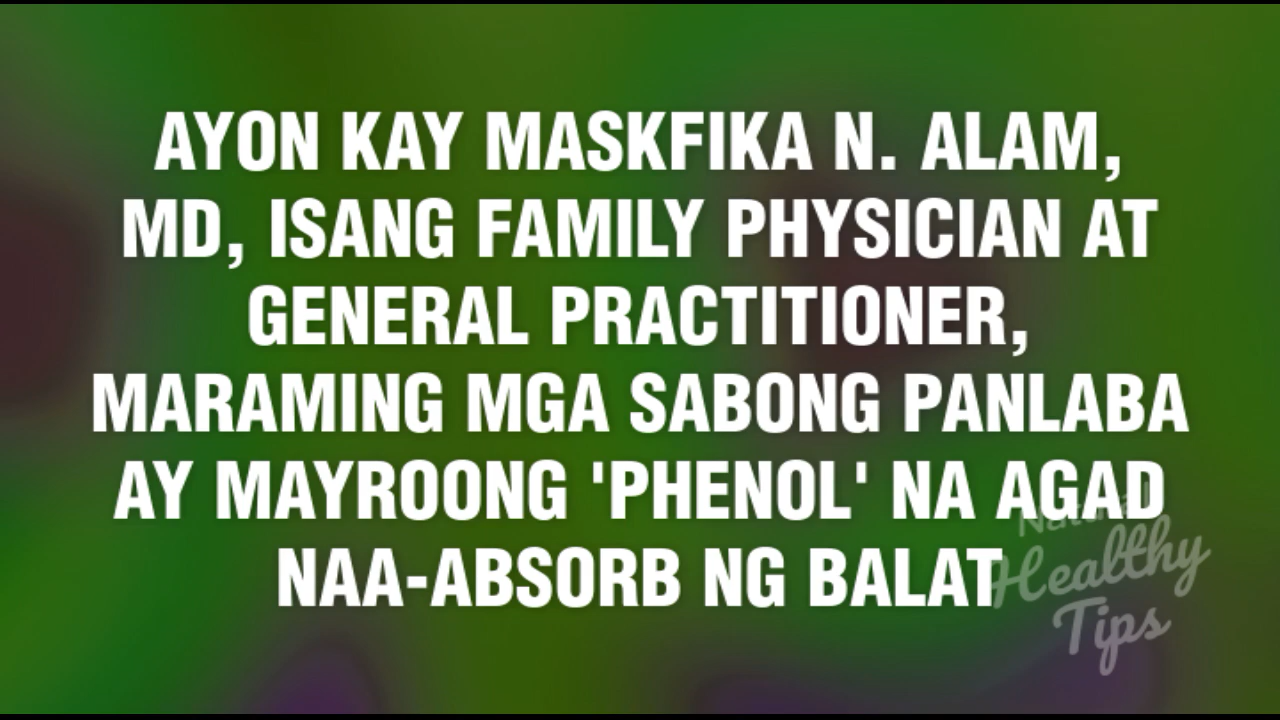 AYON KAY MASKFIKA N. ALAM,
MD, ISANG FAMILY PHYSICIAN AT
GENERAL PRACTITIONER,
MARAMING MGA SABONG PANLABA
AY MAYROONG 'PHENOL' NA AGAD
NAA-ABSORB NG BALAT
Natural
Healthy
Tips